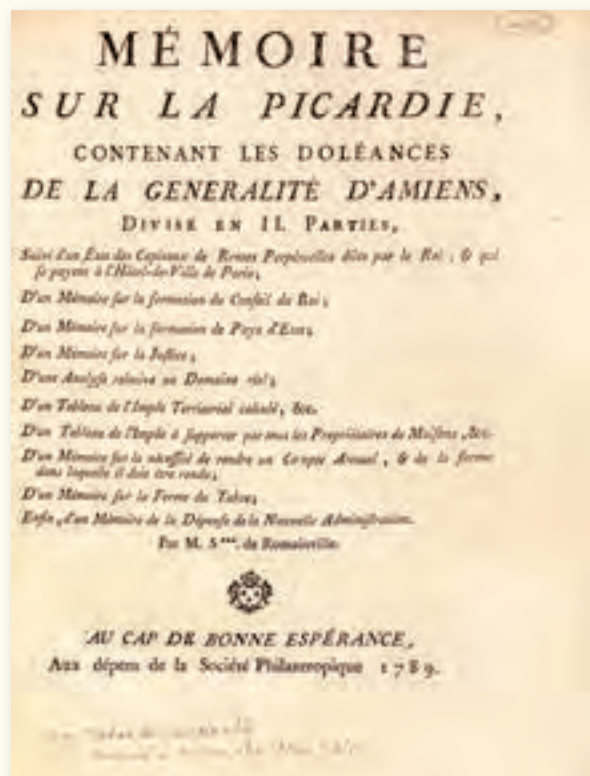 MÉMOIRE
SUR LA PICARDIE,
CONTENANT LES DOLÉANCES
DE LA GENERALITÉ D'AMIENS,
DIVISÉ EN II. PARTIES,
Suivi d'un État des Capitaux de Rentes Perpétuelles dûes par le Roi ; & qui
se payent à l'Hôtel-de-Ville de Paris ;
D'un Mémoire sur la formation du Conseil du Roi ;
D'un Mémoire sur la formation de Pays d'Etats ;
D'un Mémoire sur la Justice ;
D'une Analyse relative au Domaine réel ;
D'un Tableau de l'Impôt Territorial calculé, &c.
D'un Tableau de l'Impôt à supporter par tous les Propriétaires de Maisons, &c.
D'un Mémoire sur la nécessité de rendre un Compte Annuel, & de la forme
dans laquelle il doit être rendu ;
D'un Mémoire sur la Ferme du Tabac ;
Enfin, d'un Mémoire de la Dépense de la Nouvelle Administration.
Par M. S***. de Romainville.
AU CAP DE BONNE ESPÉRANCE,
Aux dépens de la Société Philantropique 1789.